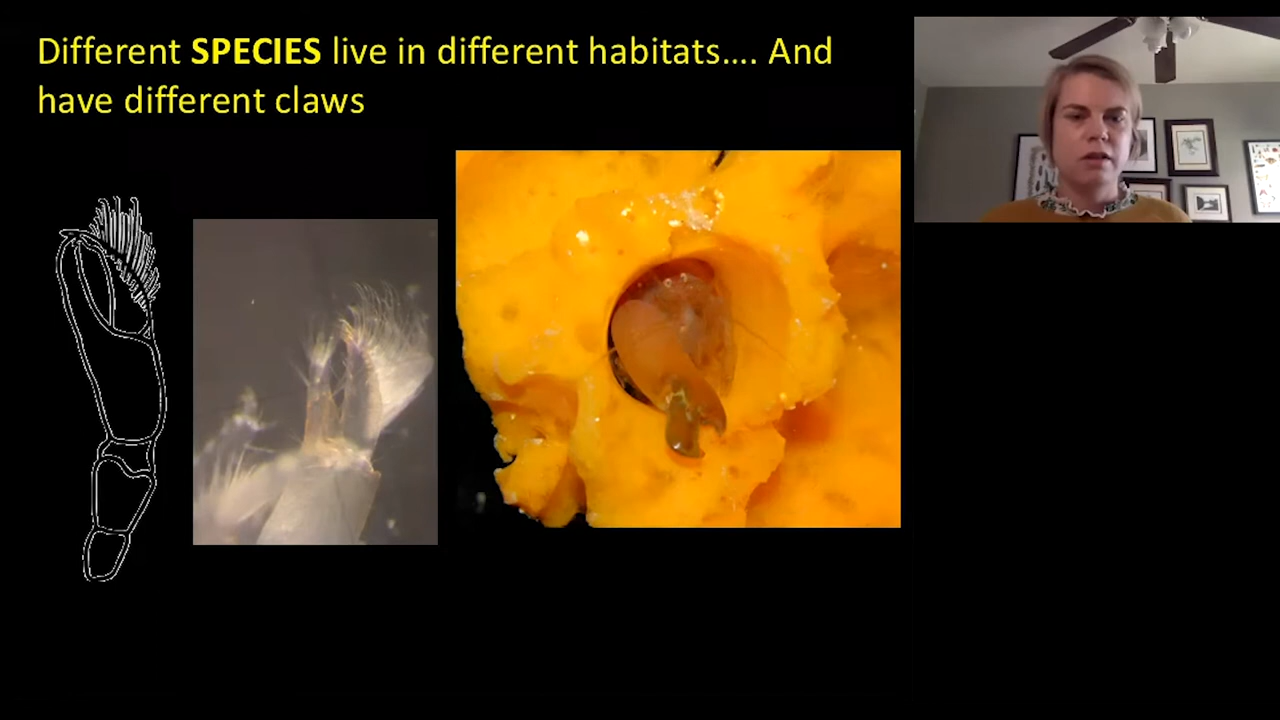 Different SPECIES live in different habitats…. And
have different claws